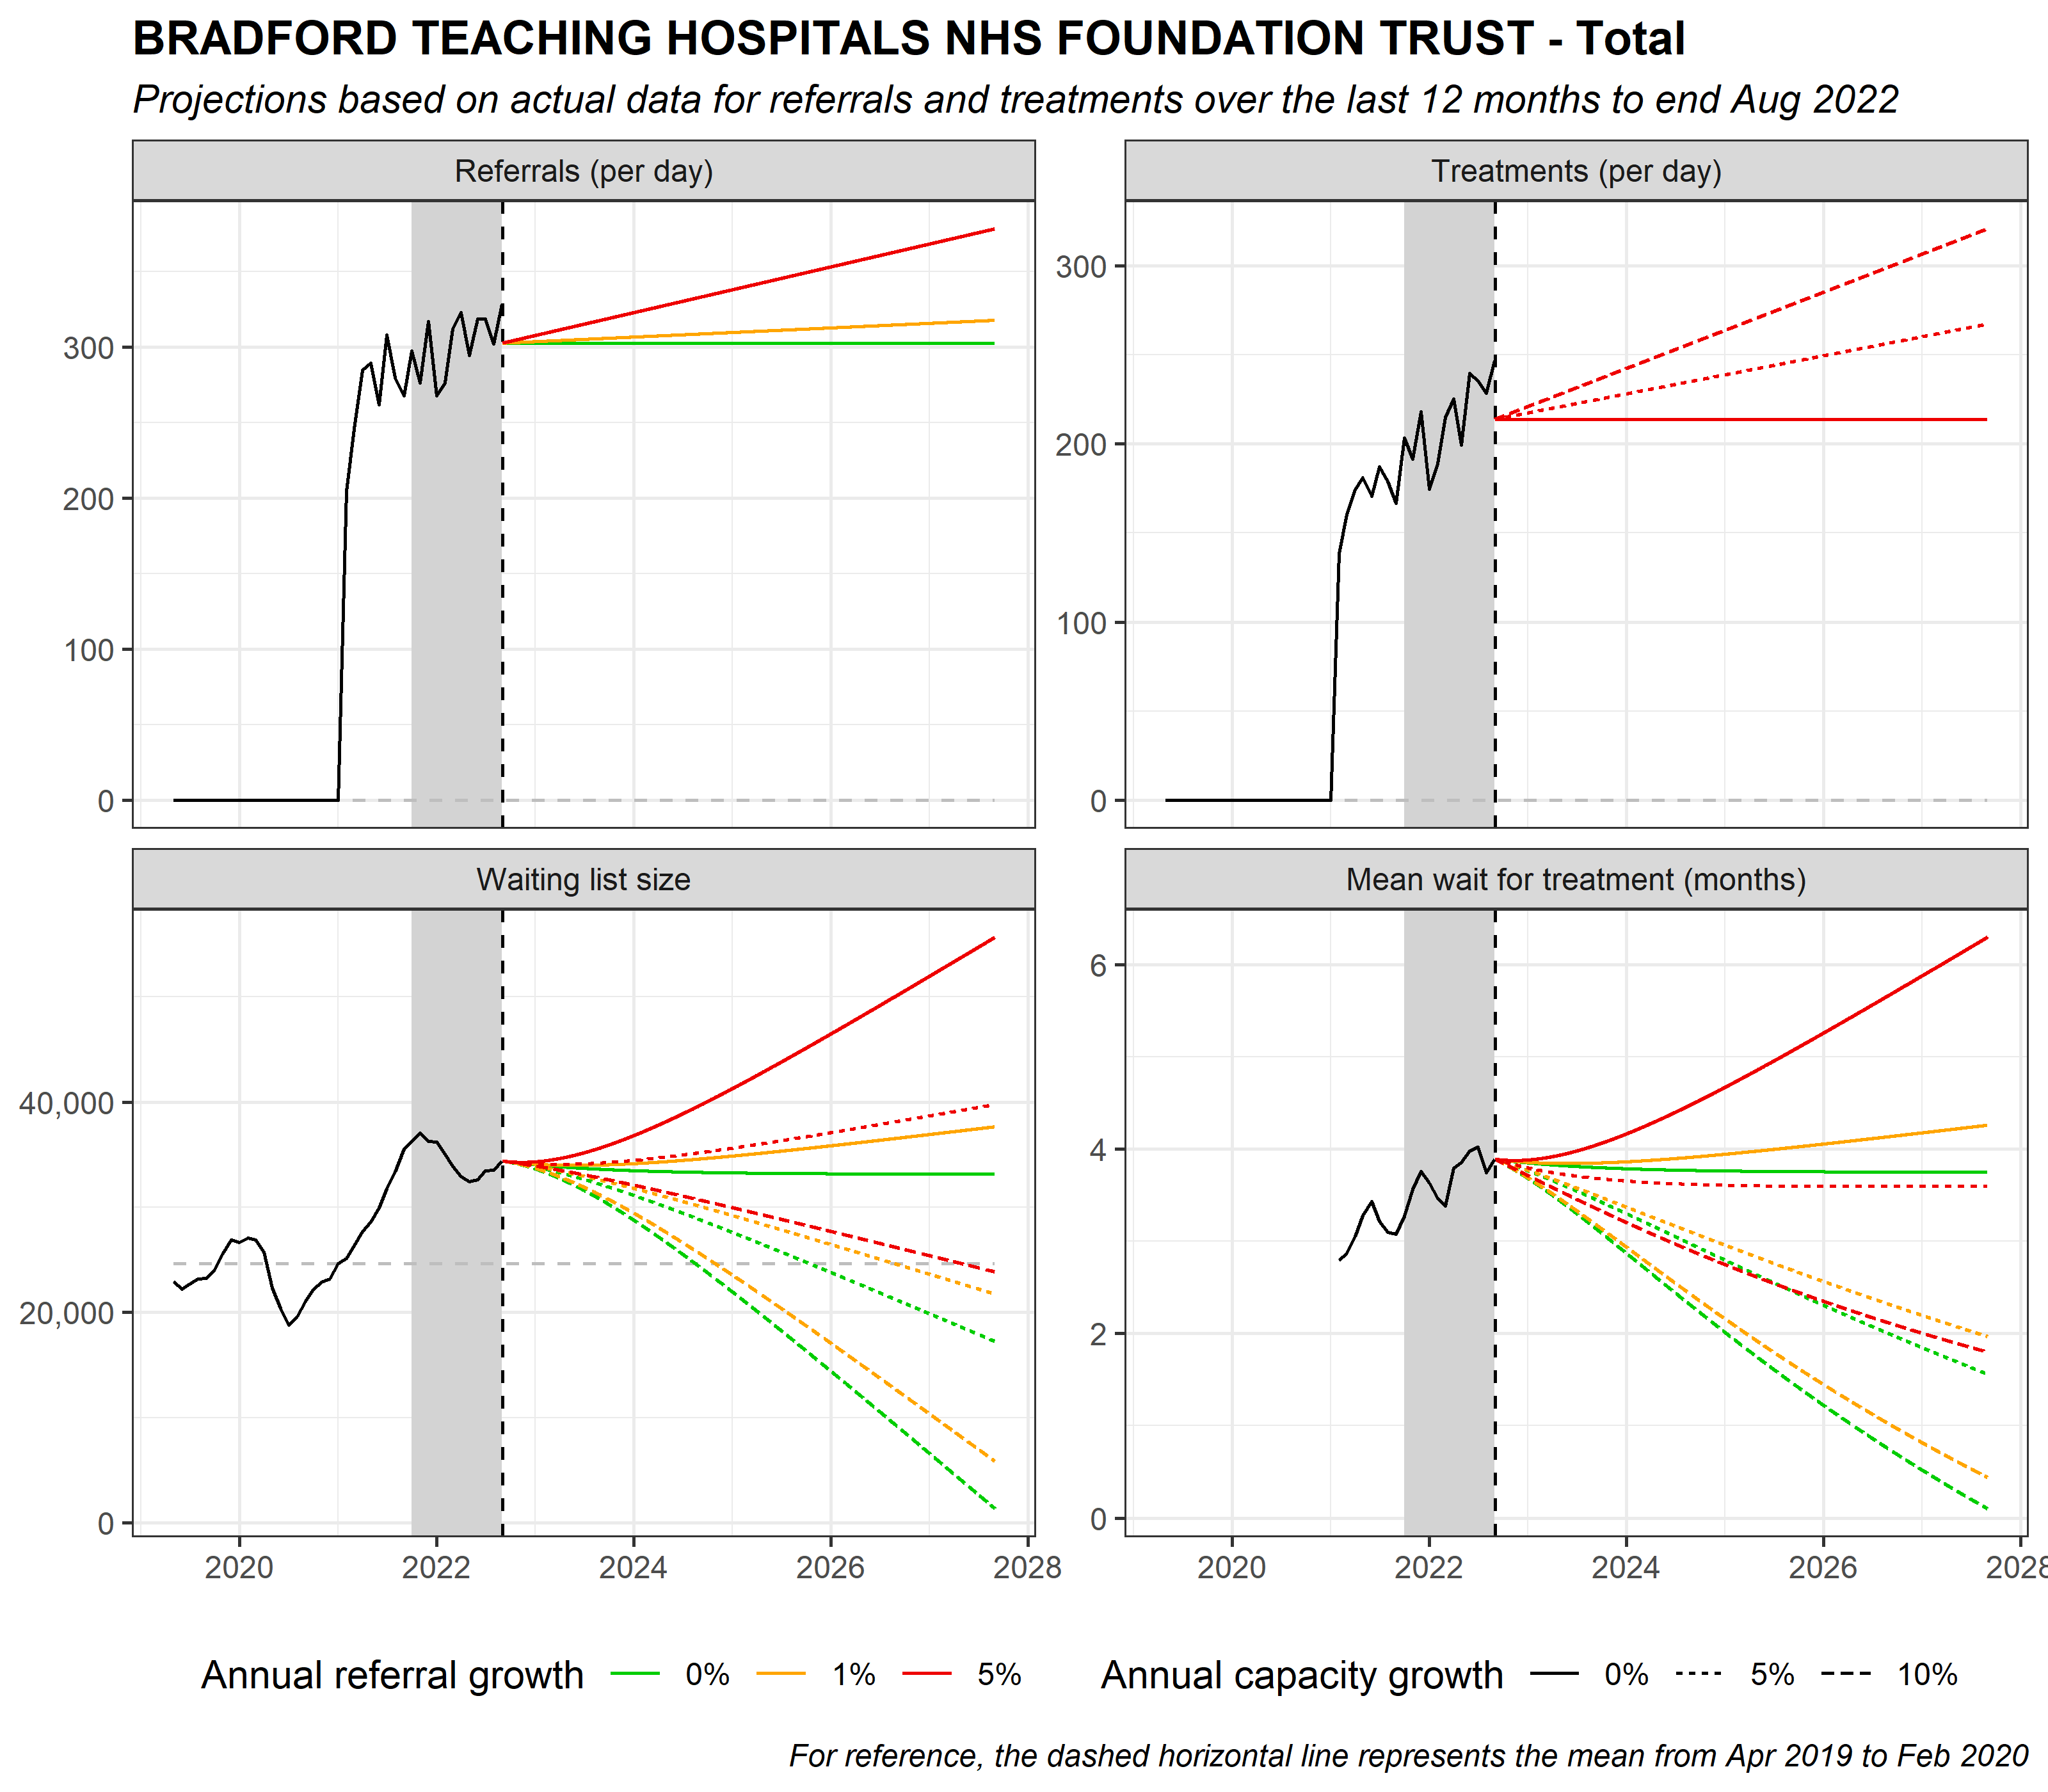 BRADFORD TEACHING HOSPITALS NHS FOUNDATION TRUST - Total
Projections based on actual data for referrals and treatments over the last 12 months to end Aug 2022
Referrals (per day)
300
200
100
0
Treatments (per day)
300
200
100
0
Waiting list size
40,000
20,000
0
2020 2022 2024 2026 2028
Mean wait for treatment (months)
6
4
2
0
2020 2022 2024 2026 2028
Annual referral growth 0% 1% 5%
Annual capacity growth 0% 5% 10%
For reference, the dashed horizontal line represents the mean from Apr 2019 to Feb 2020